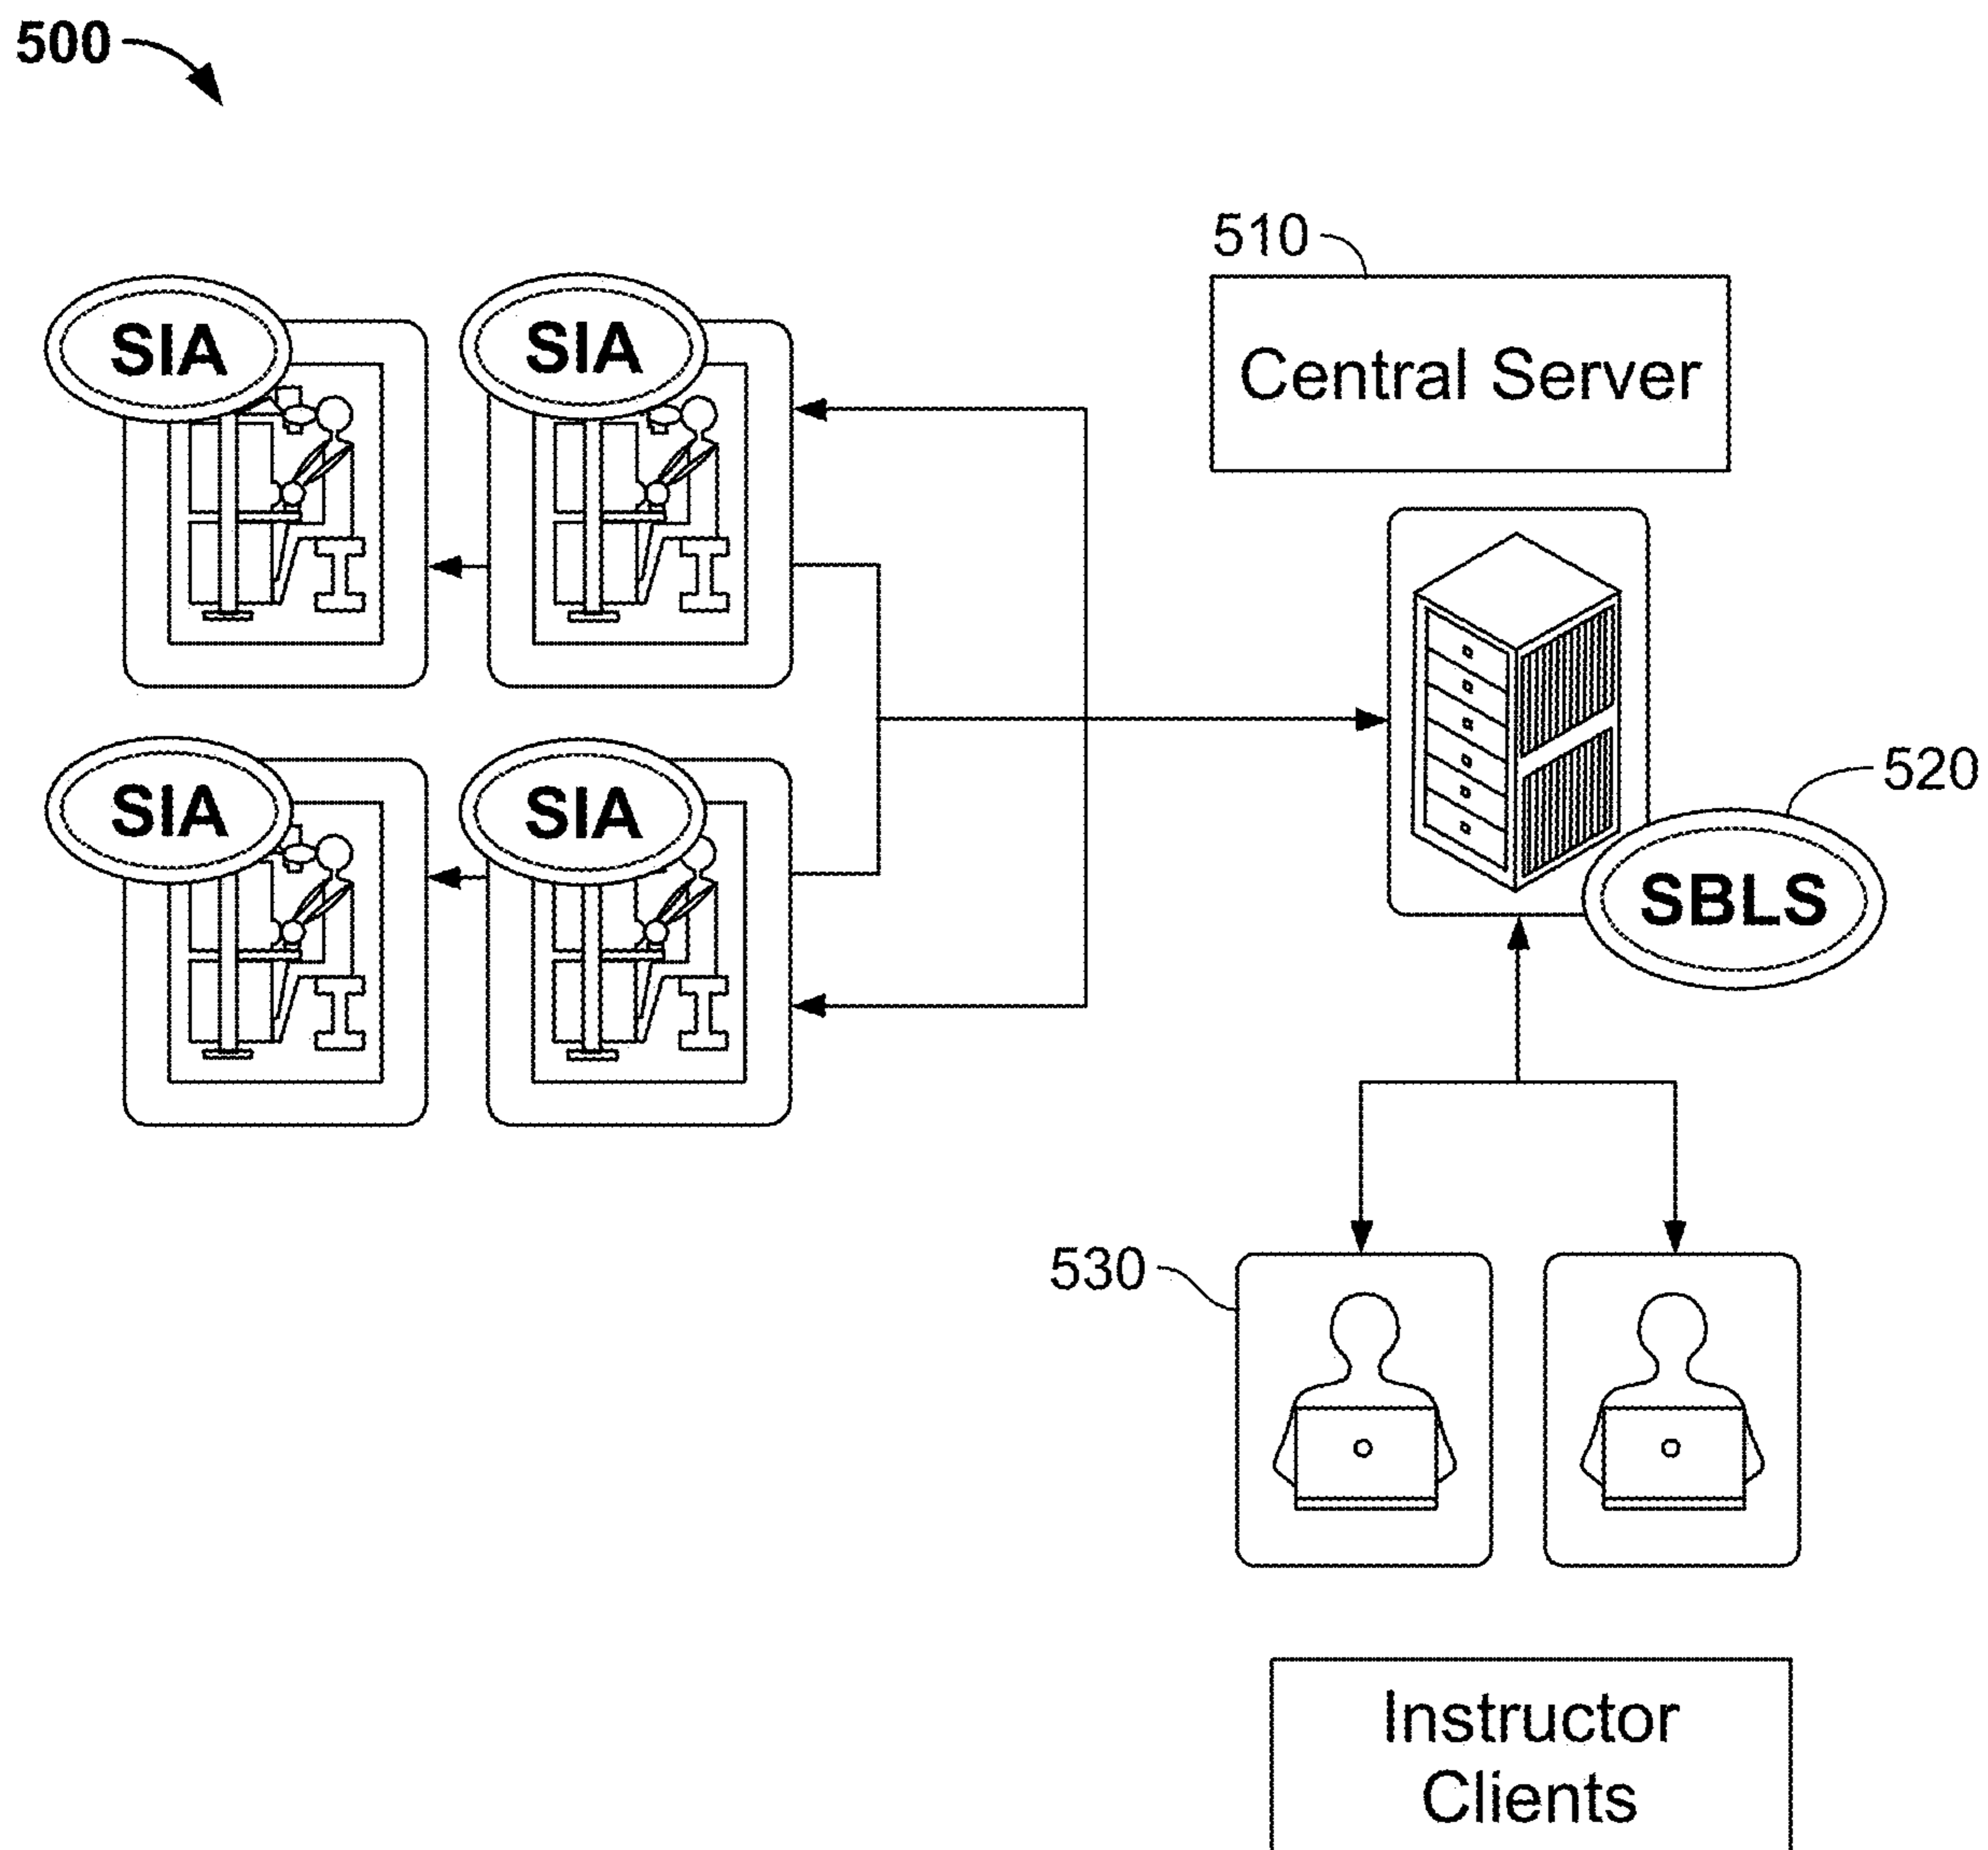 500
510
Central Server
SIA
SIA
520
SIA
SIA
SBLS
530
Instructor
Clients